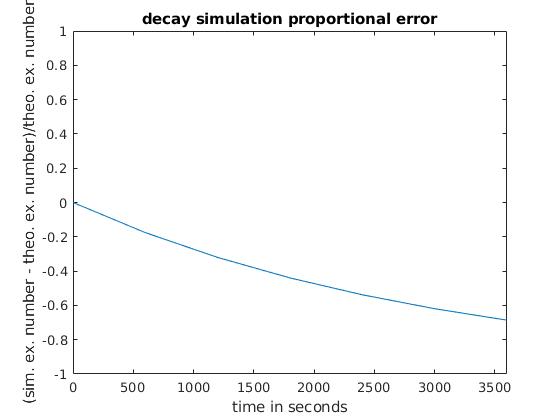 decay simulation proportional error
(sim. ex. number - theo. ex. number)/theo. ex. number
1
0.8
0.6
0.4
0.2
0
-0.2
-0.4
-0.6
-0.8
-1
0 500 1000 1500 2000 2500 3000 3500
time in seconds